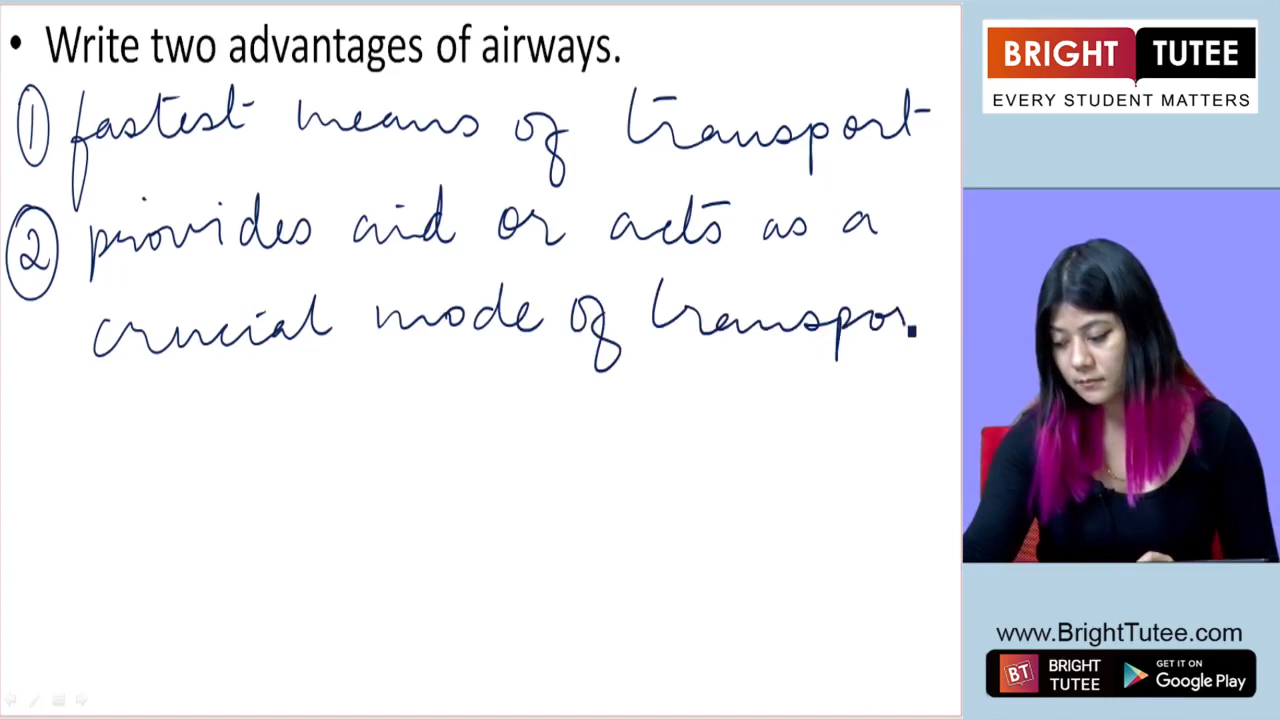 • Write two advantages of airways.
① fastest means of transport
② provides aid or acts as a
crucial mode of transpor
BRIGHT TUTEE
EVERY STUDENT MATTERS
www.BrightTutee.com
BT BRIGHT TUTEE
GET IT ON
Google Play